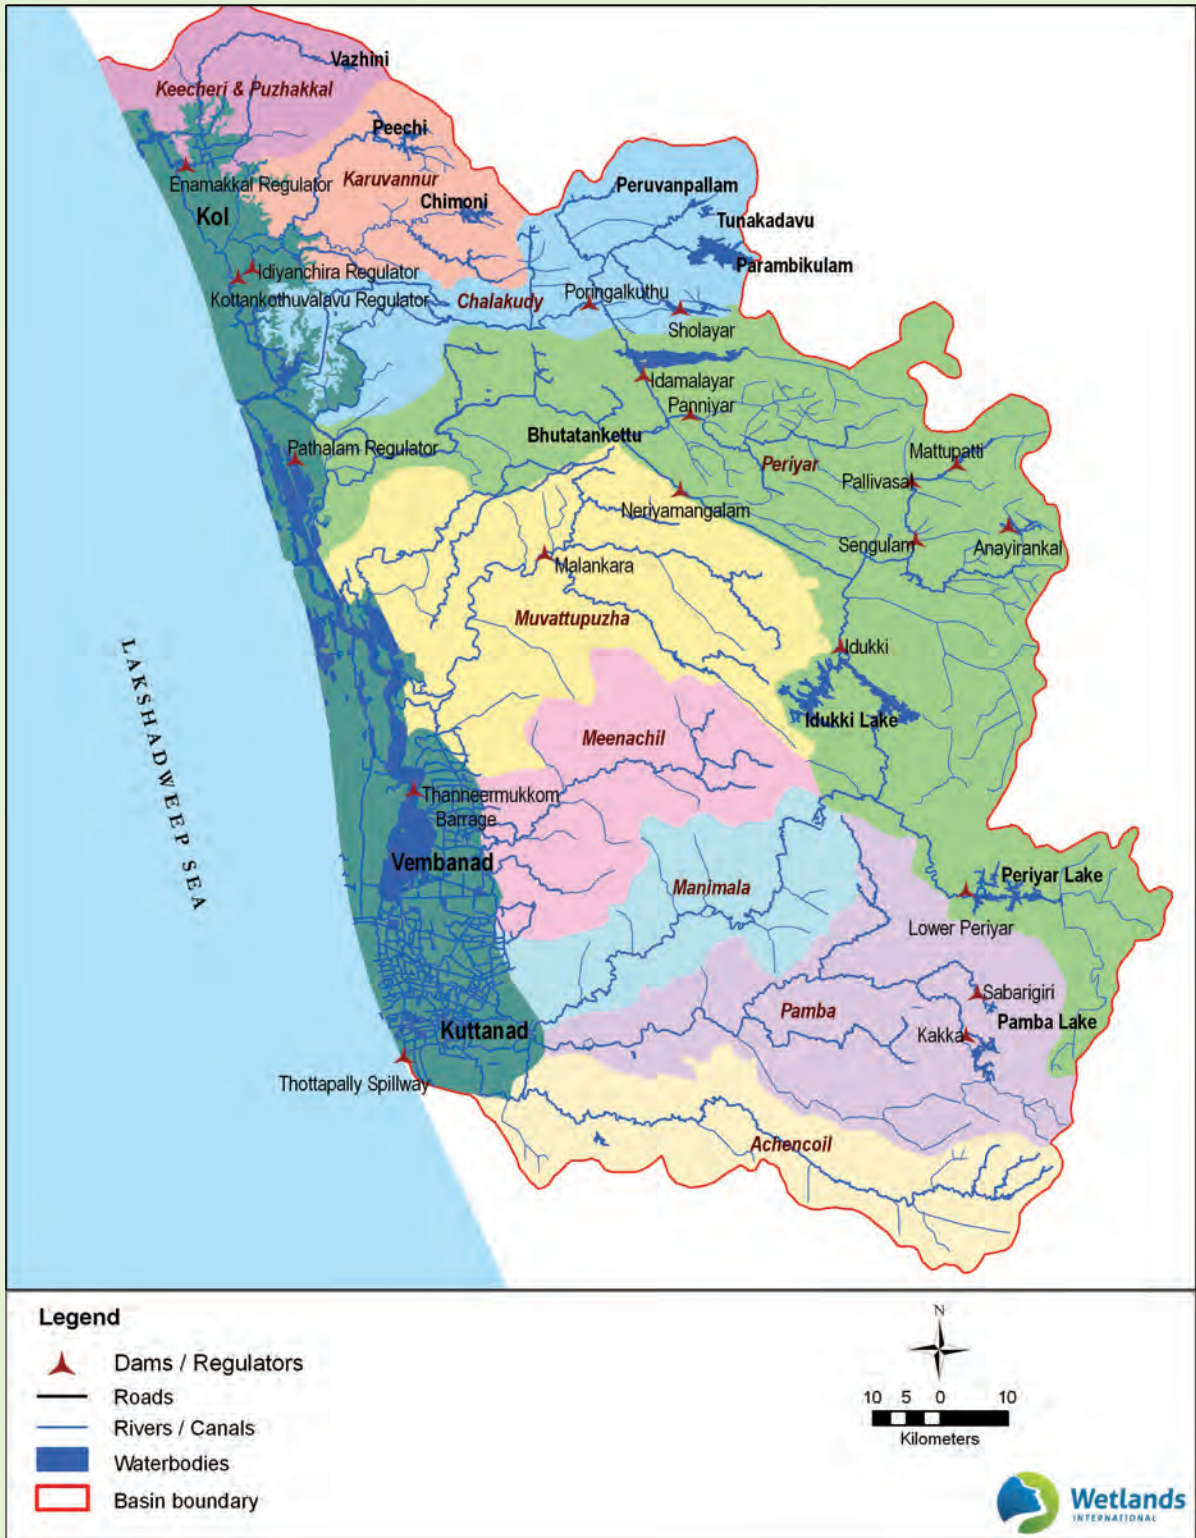 Vazhini
Keecheri & Puzhakkal
Peechi
Karuvannur
Enamakkal Regulator
Chimoni
Kol
Peruvanpallam
Tunakadavu
Parambikulam
Idiyanchira Regulator
Kottankothuvalavu Regulator
Chalakudy
Poringalkuthu
Sholayar
Idamalayar
Panniyar
Bhutatankettu
Pathalam Regulator
Periyar
Mattupatti
Pallivasal
Neriyamangalam
Sengulam
Anayirankal
Malankara
Muvattupuzha
Idukki
Idukki Lake
Meenachil
LAKSHADWEEP SEA
Thanneermukkom
Barrage
Vembanad
Manimala
Periyar Lake
Lower Periyar
Sabarigiri
Pamba
Pamba Lake
Kakka
Kuttanad
Thottapally Spillway
Achencoil
Legend
Dams / Regulators
Roads
Rivers / Canals
Waterbodies
Basin boundary
N
10 5 0 10
Kilometers
Wetlands
INTERNATIONAL